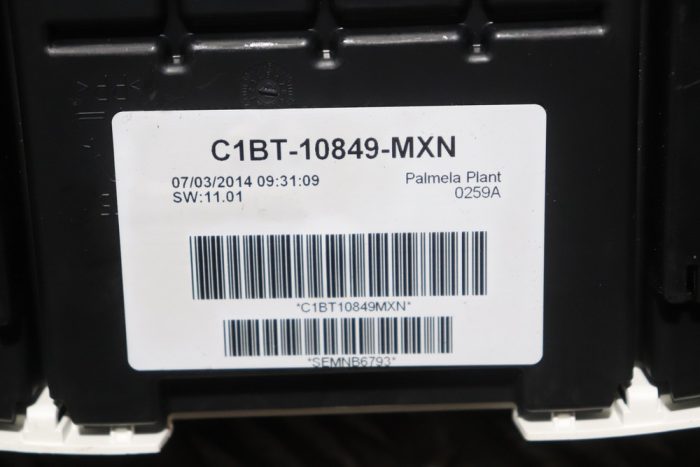 C1BT-10849-MXN
07/03/2014 09:31:09
Palmela Plant
SW:11.01
0259A
*C1BT10849MXN*
*SEMNB6793*